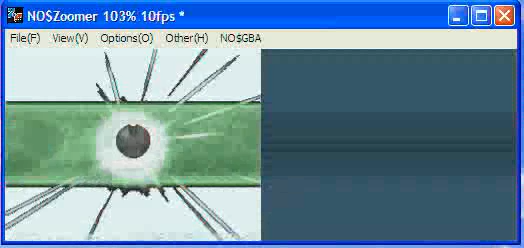 NO$Zoomer 103% 10fps *
File(F) View(V) Options(O) Other(H) NO$GBA